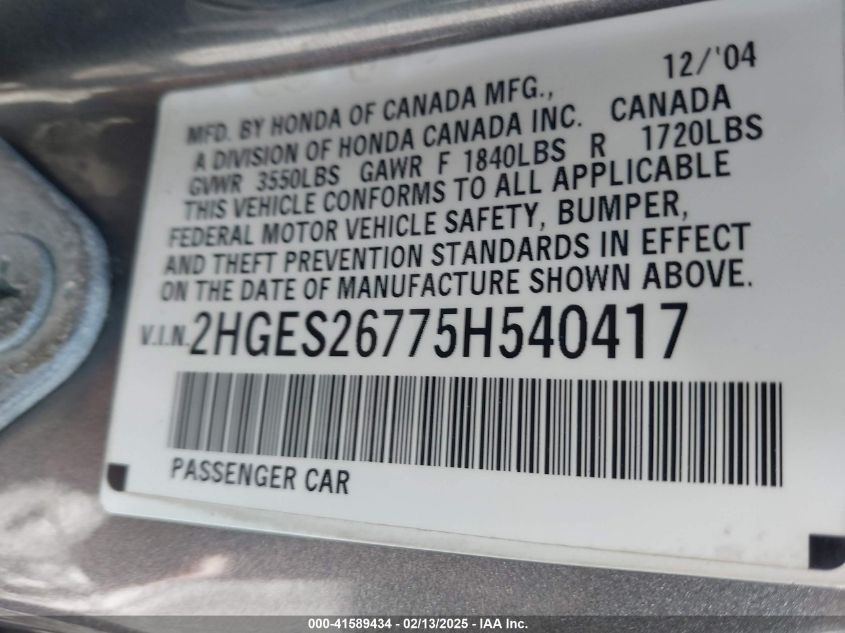 12/'04
MFD. BY HONDA OF CANADA MFG.,
A DIVISION OF HONDA CANADA INC. CANADA
GVWR 3550LBS GAWR F 1840LBS R 1720LBS
THIS VEHICLE CONFORMS TO ALL APPLICABLE
FEDERAL MOTOR VEHICLE SAFETY, BUMPER,
AND THEFT PREVENTION STANDARDS IN EFFECT
ON THE DATE OF MANUFACTURE SHOWN ABOVE.
V.I.N. 2HGES26775H540417
PASSENGER CAR
000-41589434 - 02/13/2025 - IAA Inc.